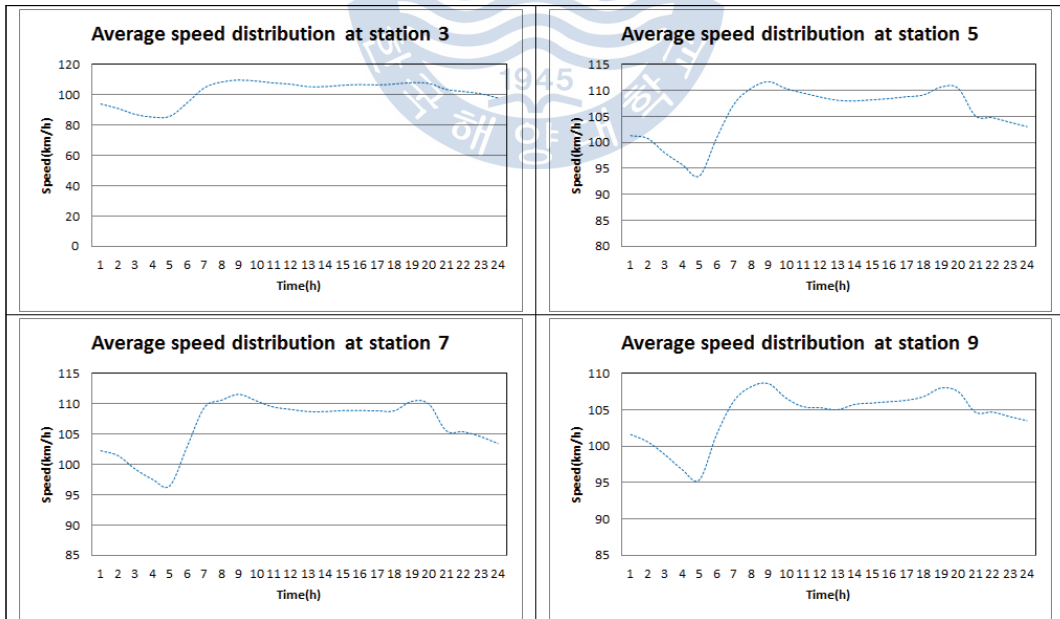 Average speed distribution at station 3
120
100
80
60
40
20
0
Speed(km/h)
1 2 3 4 5 6 7 8 9 10 11 12 13 14 15 16 17 18 19 20 21 22 23 24
Time(h)
1945
한국해양대학교
Average speed distribution at station 5
115
110
105
100
95
90
85
80
Speed(km/h)
1 2 3 4 5 6 7 8 9 10 11 12 13 14 15 16 17 18 19 20 21 22 23 24
Time(h)
Average speed distribution at station 7
115
110
105
100
95
90
85
Speed(km/h)
1 2 3 4 5 6 7 8 9 10 11 12 13 14 15 16 17 18 19 20 21 22 23 24
Time(h)
Average speed distribution at station 9
110
105
100
95
90
85
Speed(km/h)
1 2 3 4 5 6 7 8 9 10 11 12 13 14 15 16 17 18 19 20 21 22 23 24
Time(h)